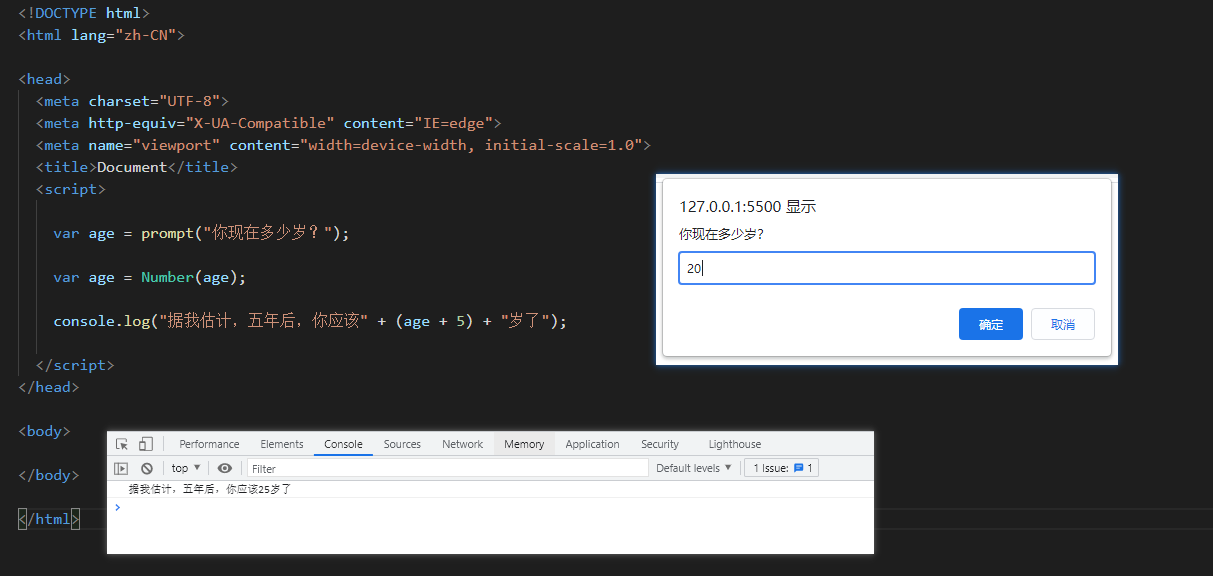 <!DOCTYPE html>
<html lang="zh-CN">
<head>
<meta charset="UTF-8">
<meta http-equiv="X-UA-Compatible" content="IE=edge">
<meta name="viewport" content="width=device-width, initial-scale=1.0">
<title>Document</title>
<script>
var age = prompt("你现在多少岁？");
var age = Number(age);
console.log("据我估计，五年后，你应该" + (age + 5) + "岁了");
</script>
</head>
<body>
</body>
</html>
127.0.0.1:5500 显示
你现在多少岁？
20
确定 取消
Performance Elements Console Sources Network Memory Application Security Lighthouse
top ▼ Filter Default levels ▼ 1 Issue: 1
据我估计，五年后，你应该25岁了
>